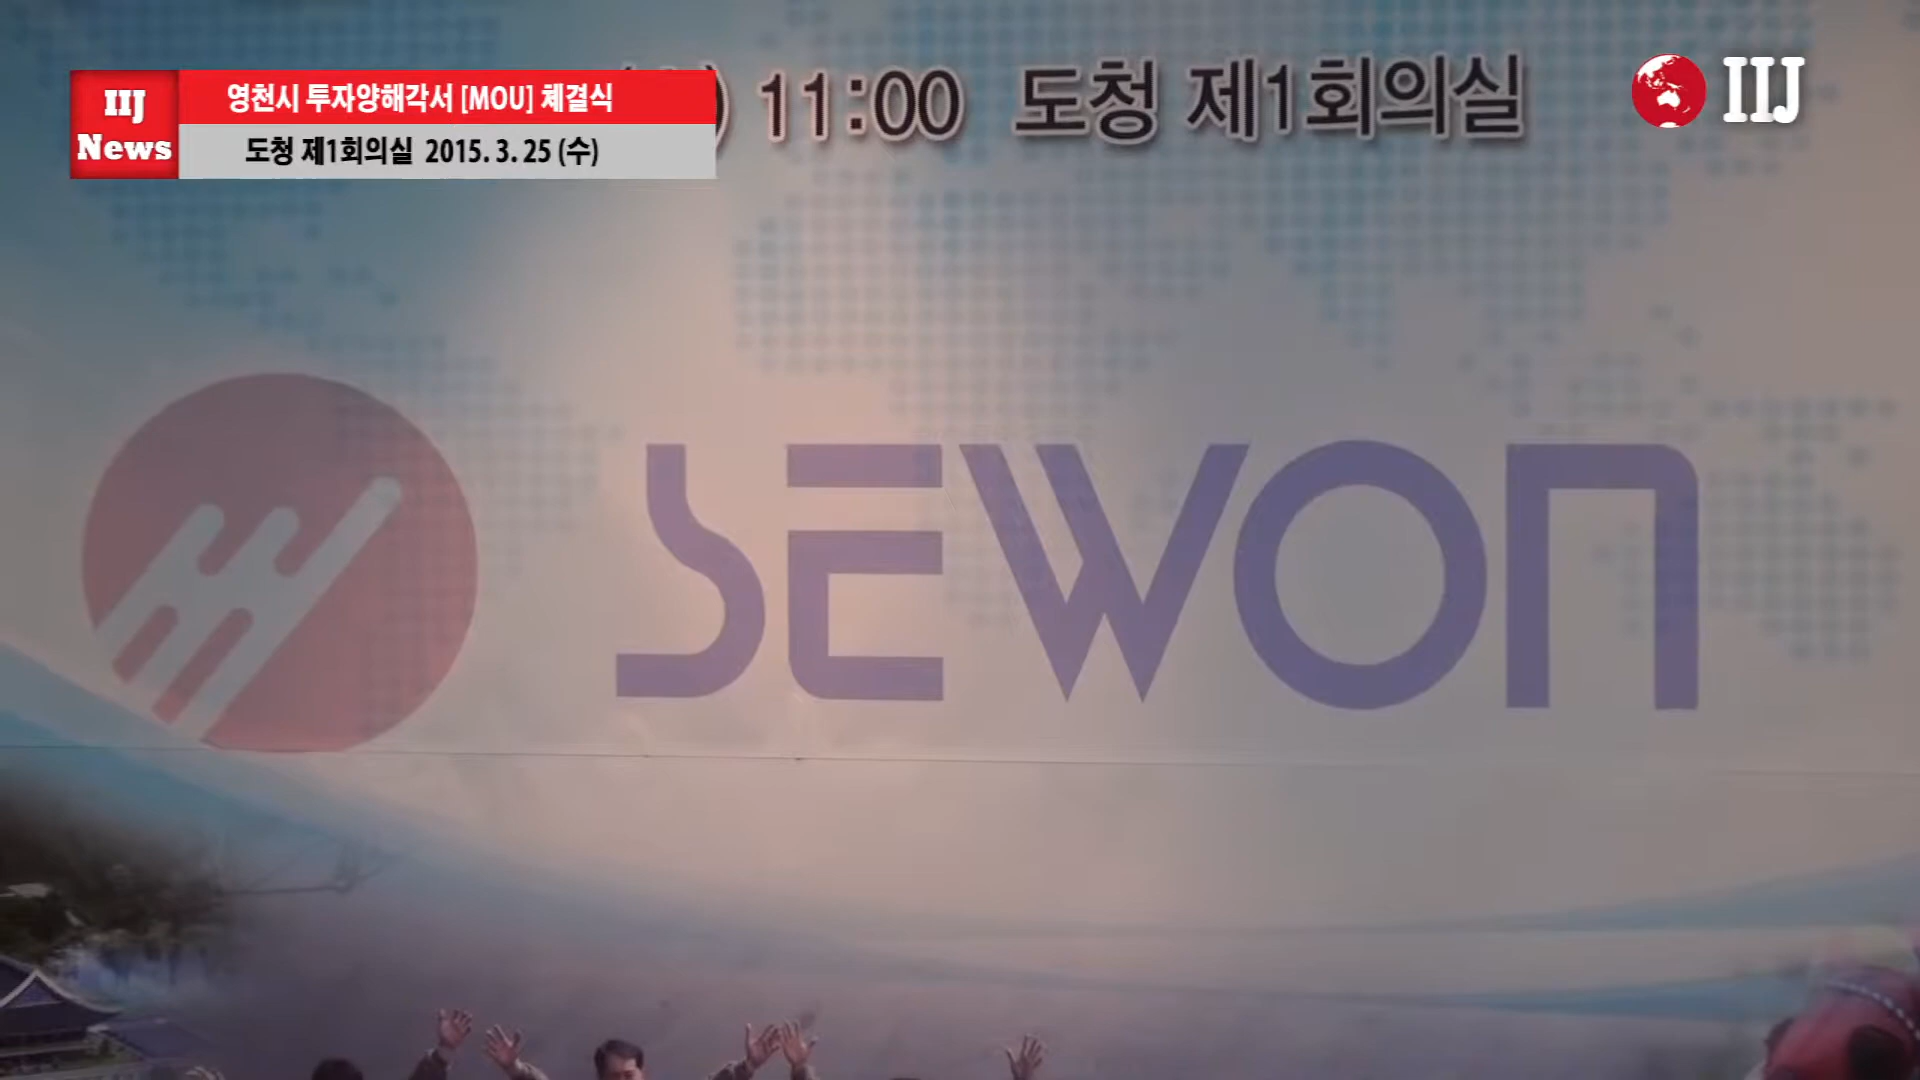 IIJ
News
영천시 투자양해각서 [MOU] 체결식
도청 제1회의실 2015. 3. 25 (수)
) 11:00 도청 제1회의실
IIJ
SEWON